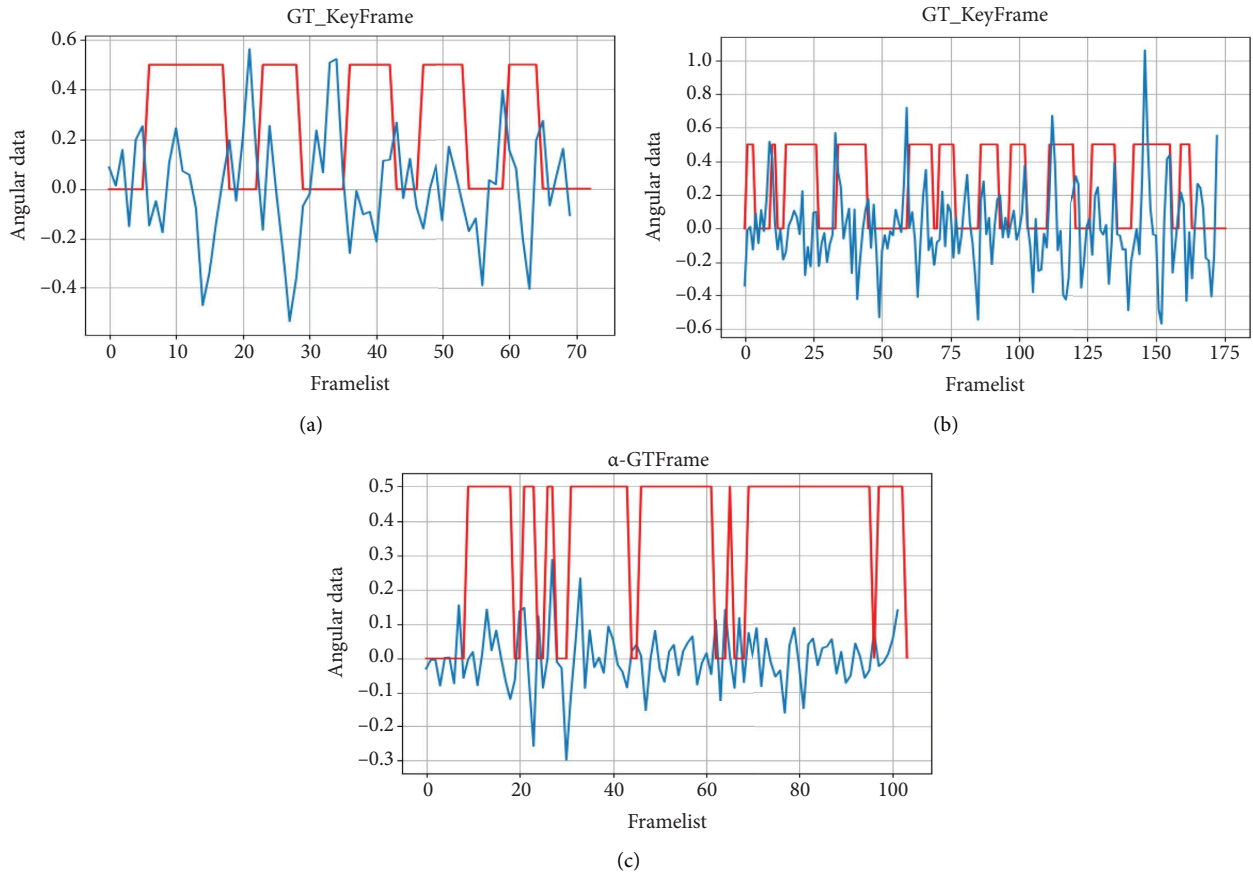 GT_KeyFrame
0.6
0.4
0.2
0.0
−0.2
−0.4
Angular data
0 10 20 30 40 50 60 70
Framelist
(a)
GT_KeyFrame
1.0
0.8
0.6
0.4
0.2
0.0
−0.2
−0.4
−0.6
Angular data
0 25 50 75 100 125 150 175
Framelist
(b)
α-GTFrame
0.5
0.4
0.3
0.2
0.1
0.0
−0.1
−0.2
−0.3
Angular data
0 20 40 60 80 100
Framelist
(c)